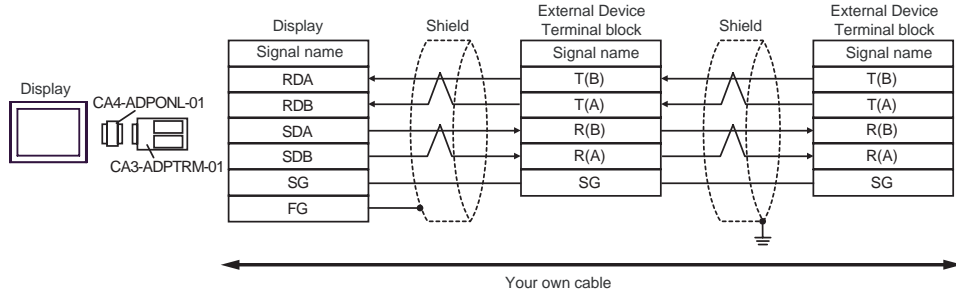 Display
CA4-ADPONL-01
CA3-ADPTRM-01
Display
Shield
External Device
Terminal block
Shield
External Device
Terminal block
Signal name
Signal name
Signal name
RDA
T(B)
T(B)
RDB
T(A)
T(A)
SDA
R(B)
R(B)
SDB
R(A)
R(A)
SG
SG
SG
FG
Your own cable